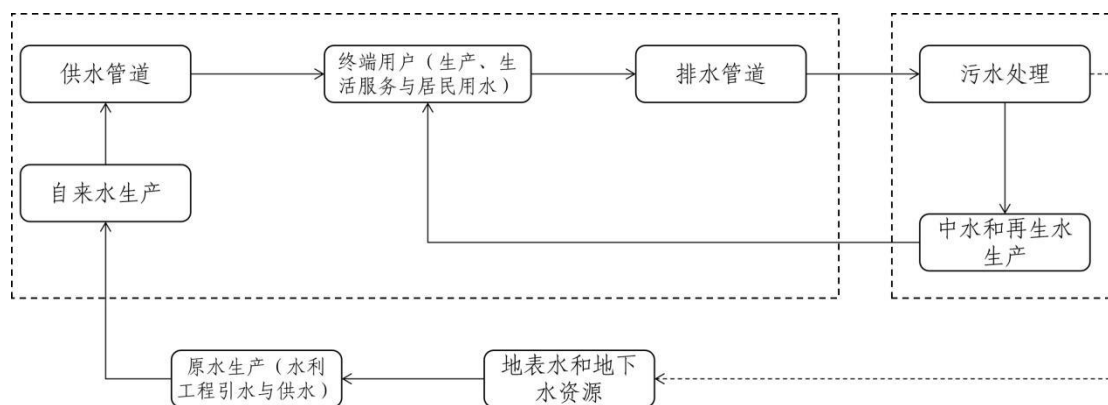 供水管道
终端用户（生产、生
活服务与居民用水）
排水管道
污水处理
自来水生产
中水和再生水
生产
原水生产（水利
工程引水与供水）
地表水和地下
水资源